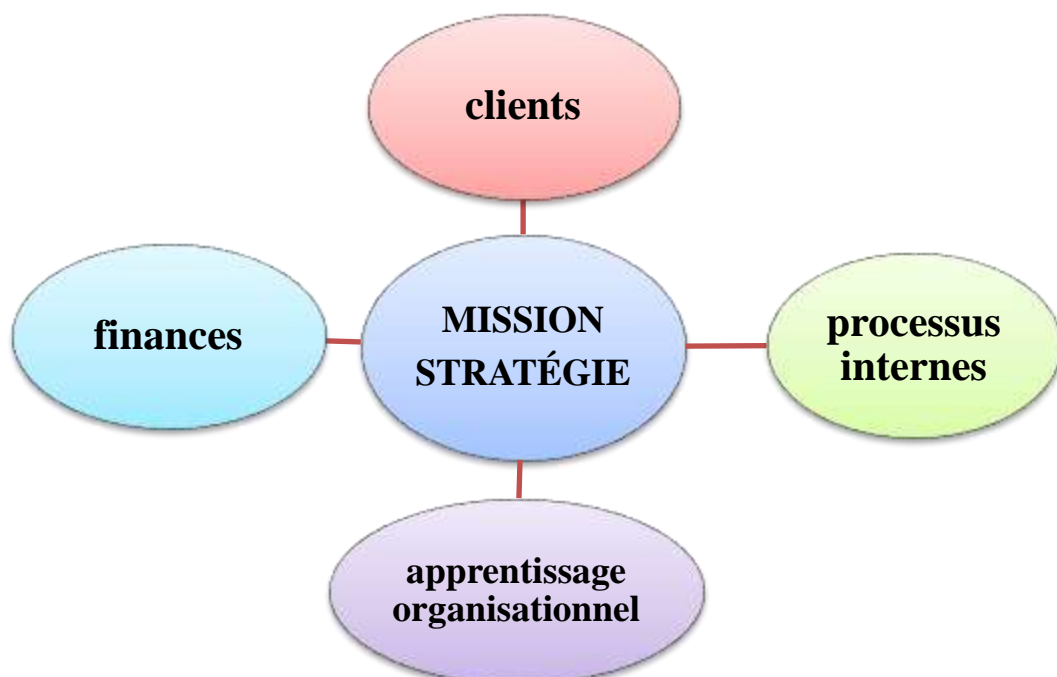 clients
finances
MISSION
STRATÉGIE
processus
internes
apprentissage
organisationnel